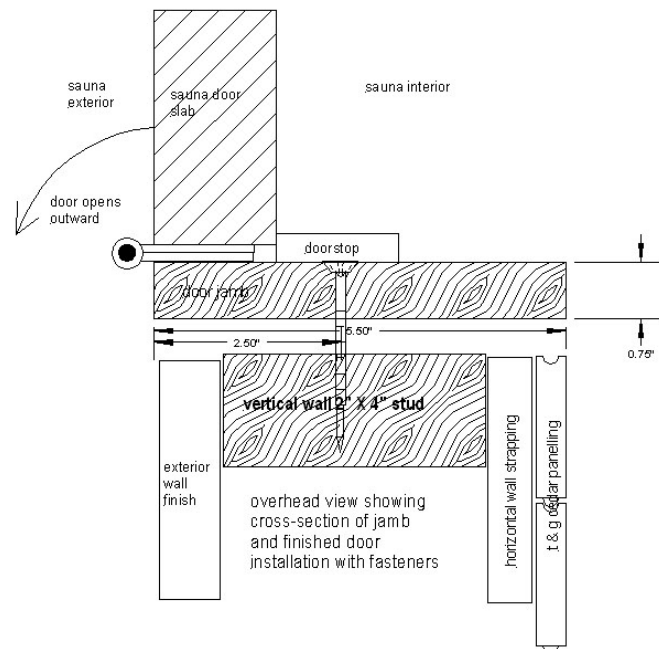 sauna
exterior
sauna door
slab
sauna interior
door opens
outward
doorstop
door jamb
5.50"
2.50"
0.75"
vertical wall 2" X 4" stud
exterior
wall
finish
overhead view showing
cross-section of jamb
and finished door
installation with fasteners
horizontal wall strapping
t & g cedar panelling